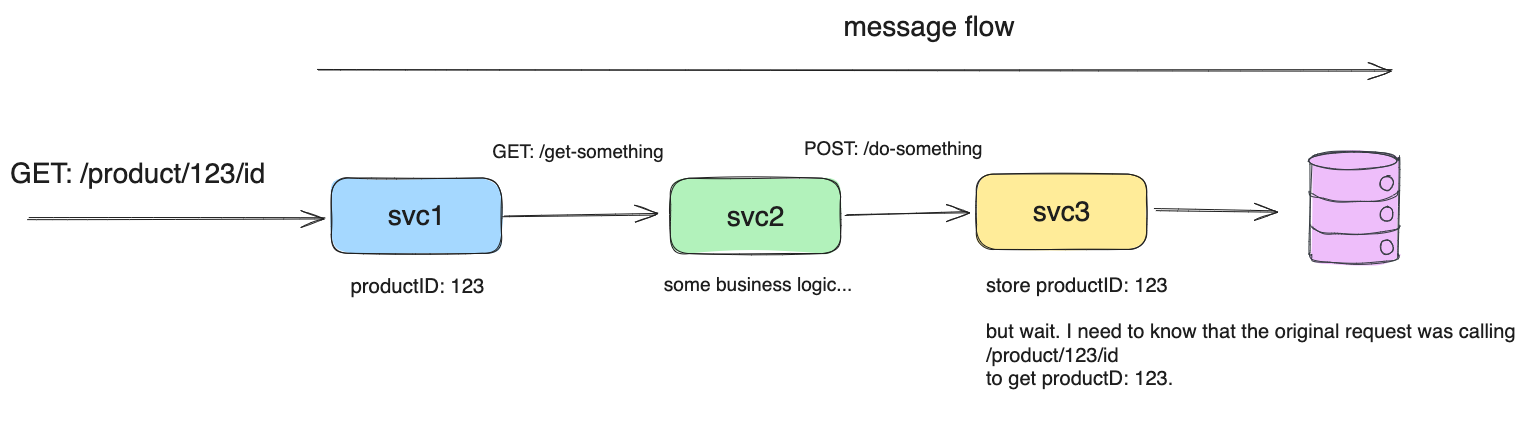 message flow
GET: /product/123/id
GET: /get-something
POST: /do-something
svc1
svc2
svc3
productID: 123
some business logic...
store productID: 123
but wait. I need to know that the original request was calling
/product/123/id
to get productD: 123.